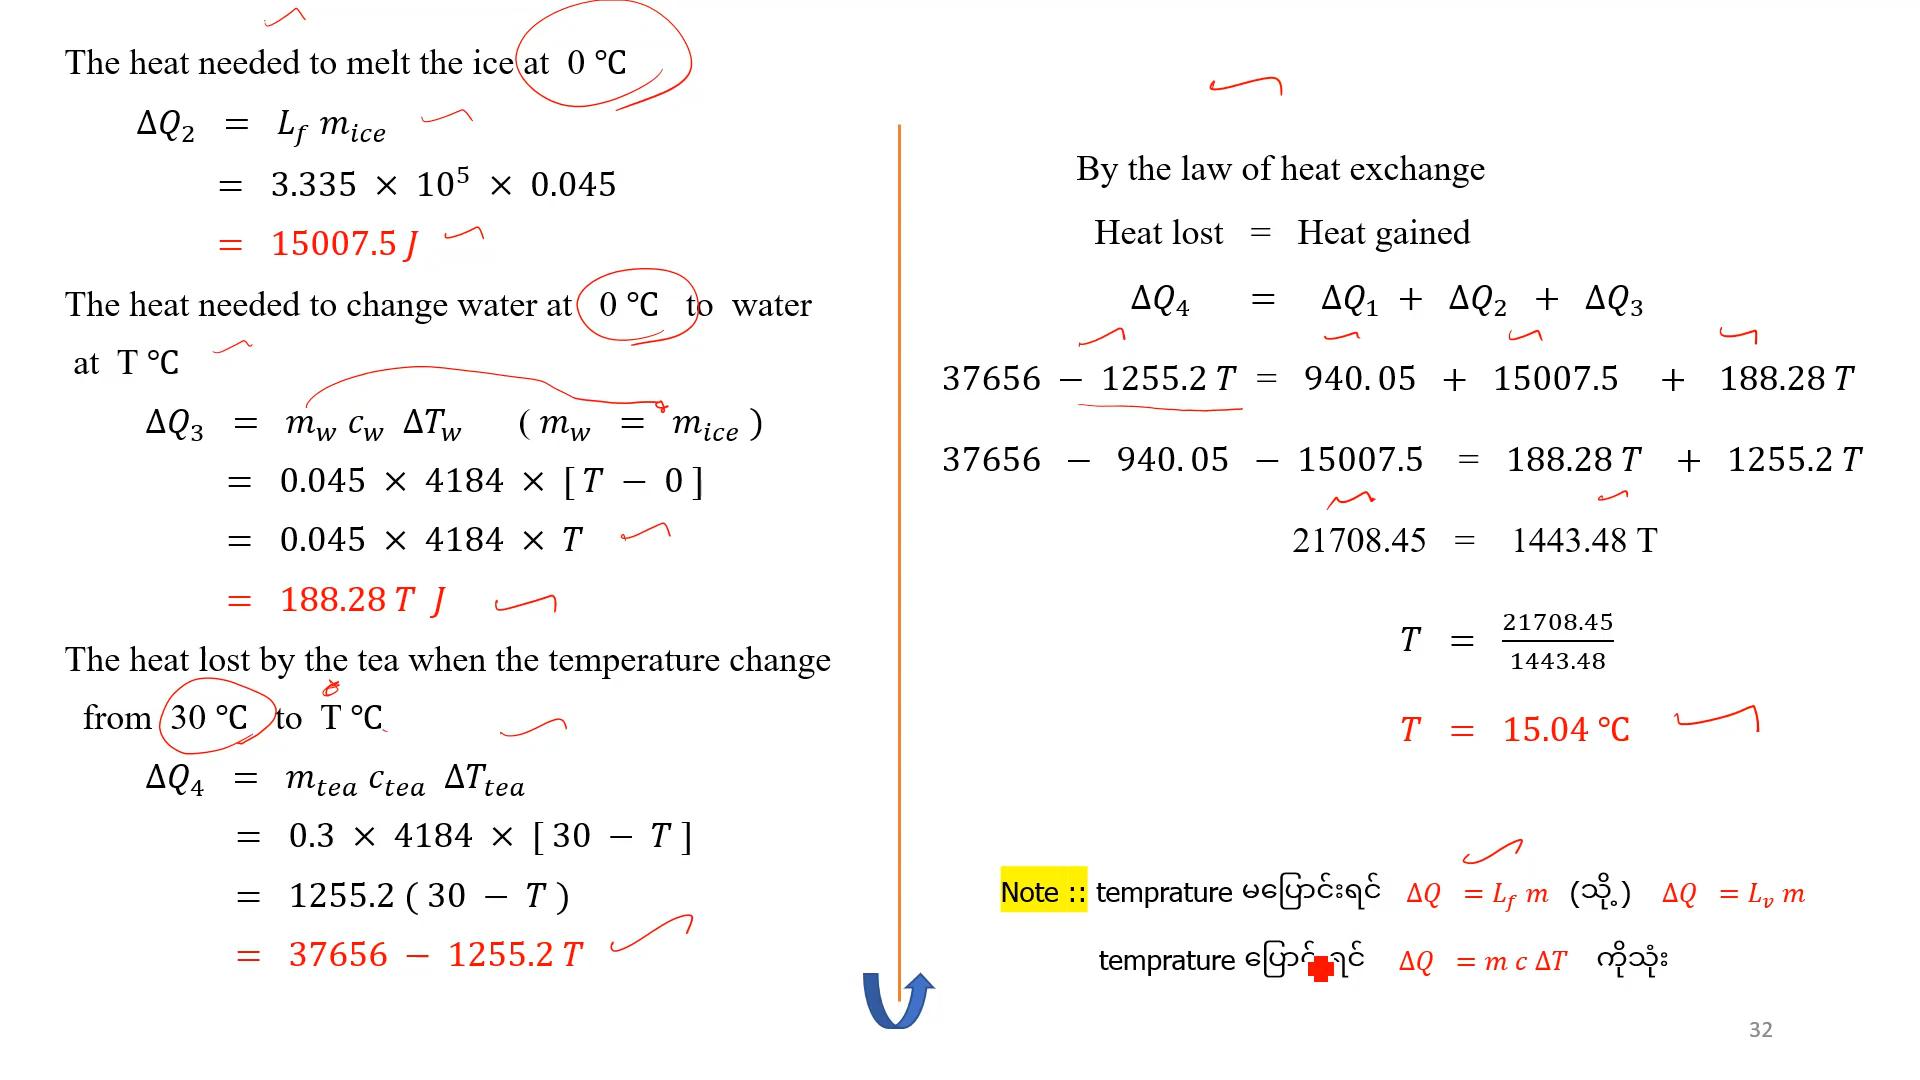 The heat needed to melt the ice at 0 ℃
ΔQ₂ = L_f m_ice
= 3.335 × 10⁵ × 0.045
= 15007.5 J
The heat needed to change water at 0 ℃ to water
at T ℃
ΔQ₃ = m_w c_w ΔT_w ( m_w = m_ice )
= 0.045 × 4184 × [ T − 0 ]
= 0.045 × 4184 × T
= 188.28 T J
The heat lost by the tea when the temperature change
from 30 ℃ to T ℃
ΔQ₄ = m_tea c_tea ΔT_tea
= 0.3 × 4184 × [ 30 − T ]
= 1255.2 ( 30 − T )
= 37656 − 1255.2 T
By the law of heat exchange
Heat lost = Heat gained
ΔQ₄ = ΔQ₁ + ΔQ₂ + ΔQ₃
37656 − 1255.2 T = 940.05 + 15007.5 + 188.28 T
37656 − 940.05 − 15007.5 = 188.28 T + 1255.2 T
21708.45 = 1443.48 T
T = 21708.45 / 1443.48
T = 15.04 ℃
Note :: temprature မပြောင်းရင် ΔQ = L_f m (သို့) ΔQ = L_v m
temprature ပြောင်းရင် ΔQ = m c ΔT ကိုသုံး
32